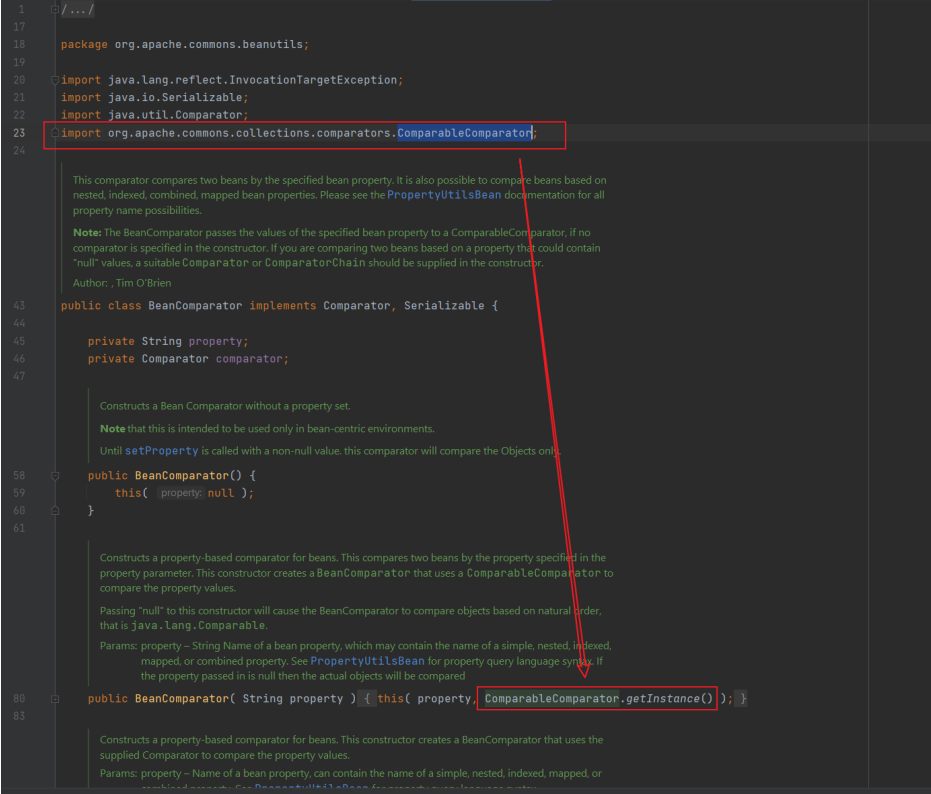 1 /.../
17
18 package org.apache.commons.beanutils;
19
20 import java.lang.reflect.InvocationTargetException;
21 import java.io.Serializable;
22 import java.util.Comparator;
23 import org.apache.commons.collections.comparators.ComparableComparator;
24
This comparator compares two beans by the specified bean property. It is also possible to compare beans based on
nested, indexed, combined, mapped bean properties. Please see the PropertyUtilsBean documentation for all
property name possibilities.
Note: The BeanComparator passes the values of the specified bean property to a ComparableComparator, if no
comparator is specified in the constructor. If you are comparing two beans based on a property that could contain
"null" values, a suitable Comparator or ComparatorChain should be supplied in the constructor.
Author: , Tim O'Brien
43 public class BeanComparator implements Comparator, Serializable {
44
45 private String property;
46 private Comparator comparator;
47
Constructs a Bean Comparator without a property set.
Note that this is intended to be used only in bean-centric environments.
Until setProperty is called with a non-null value. this comparator will compare the Objects only.
58 public BeanComparator() {
59 this( property: null );
60 }
61
Constructs a property-based comparator for beans. This compares two beans by the property specified in the
property parameter. This constructor creates a BeanComparator that uses a ComparableComparator to
compare the property values.
Passing "null" to this constructor will cause the BeanComparator to compare objects based on natural order,
that is java.lang.Comparable.
Params: property – String Name of a bean property, which may contain the name of a simple, nested, indexed,
mapped, or combined property. See PropertyUtilsBean for property query language syntax. If
the property passed in is null then the actual objects will be compared
80 public BeanComparator( String property ) { this( property, ComparableComparator.getInstance() ); }
83
Constructs a property-based comparator for beans. This constructor creates a BeanComparator that uses the
supplied Comparator to compare the property values.
Params: property – Name of a bean property, can contain the name of a simple, nested, indexed, mapped, or
combined property. See PropertyUtilsBean for property query language syntax.